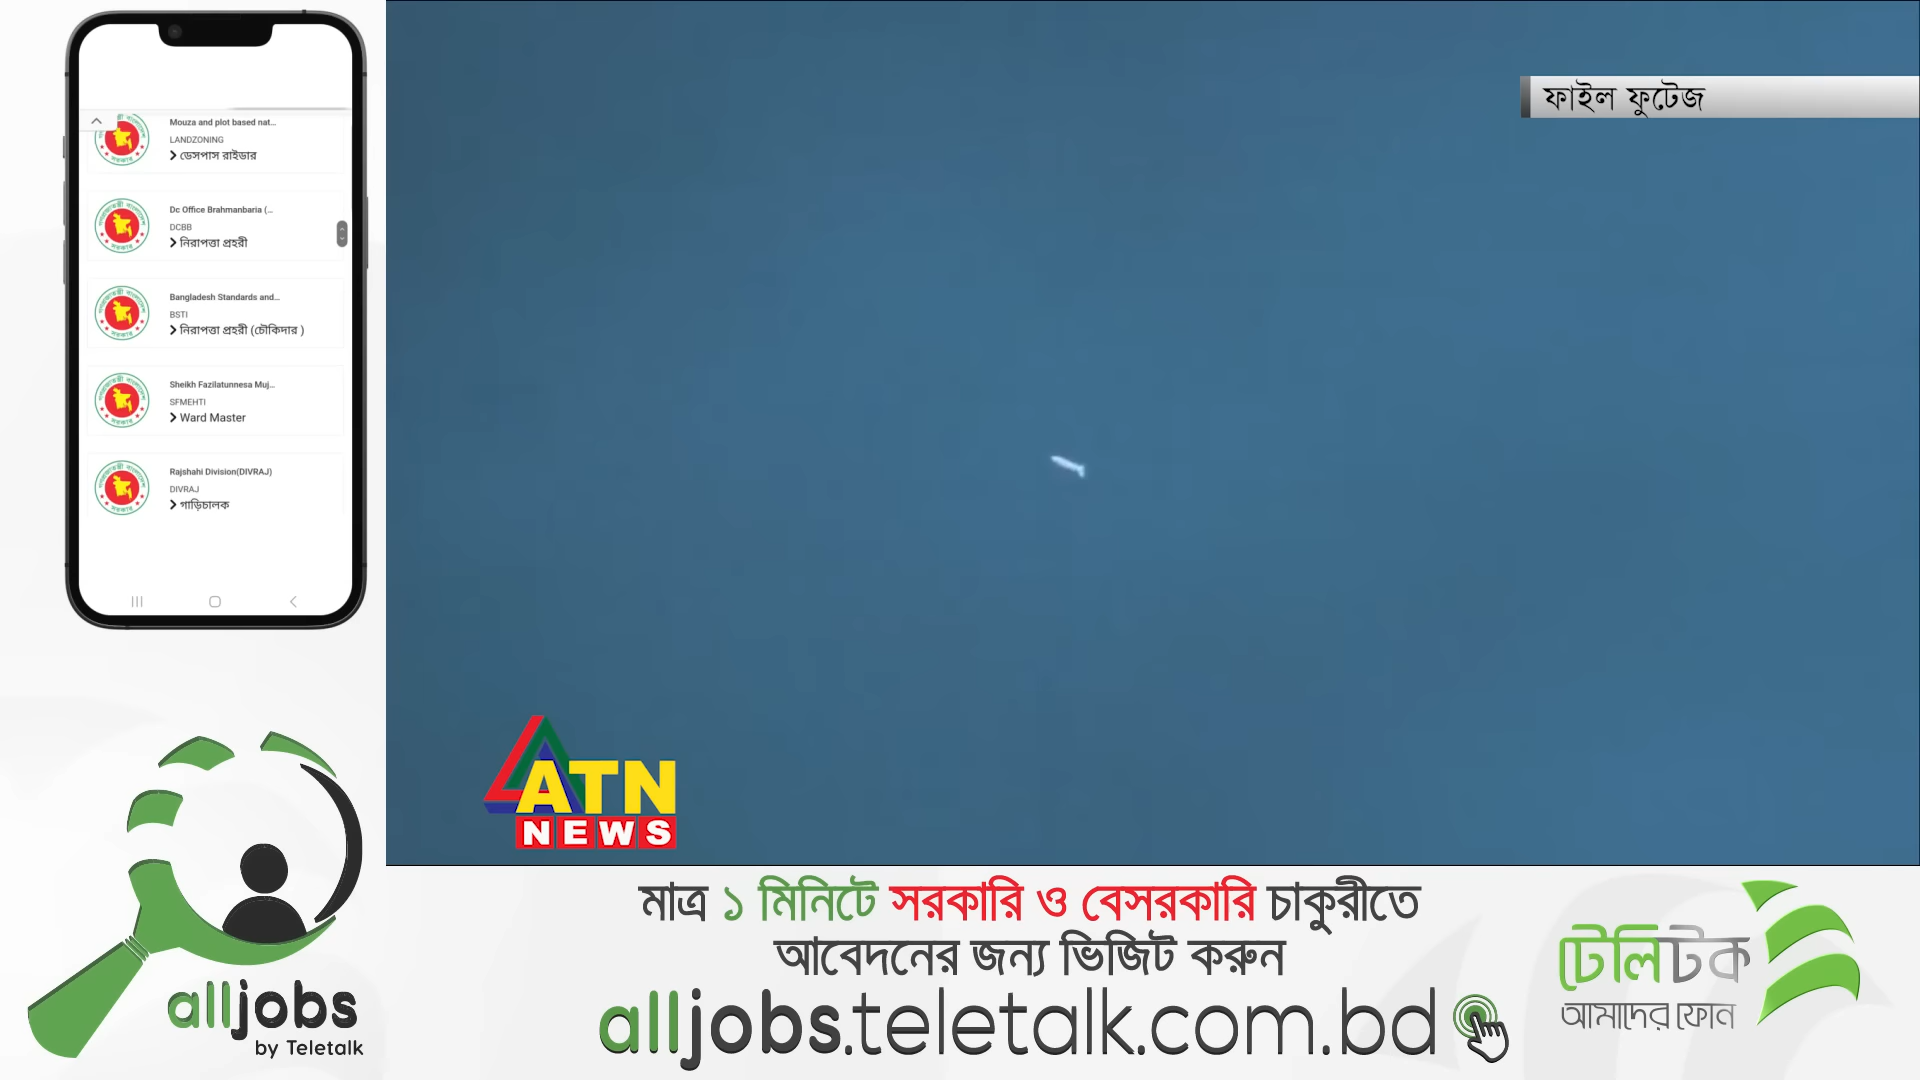 Mouza and plot based nat...
LANDZONING
ডেসপাস রাইডার
Dc Office Brahmanbaria (...
DCBB
নিরাপত্তা প্রহরী
Bangladesh Standards and...
BSTI
নিরাপত্তা প্রহরী (চৌকিদার )
Sheikh Fazilatunnesa Muj...
SFMEHTI
Ward Master
Rajshahi Division(DIVRAJ)
DIVRAJ
গাড়িচালক
ফাইল ফুটেজ
ATN
NEWS
alljobs
by Teletalk
মাত্র ১ মিনিটে সরকারি ও বেসরকারি চাকুরীতে
আবেদনের জন্য ভিজিট করুন
alljobs.teletalk.com.bd
টেলিটক
আমাদের ফোন